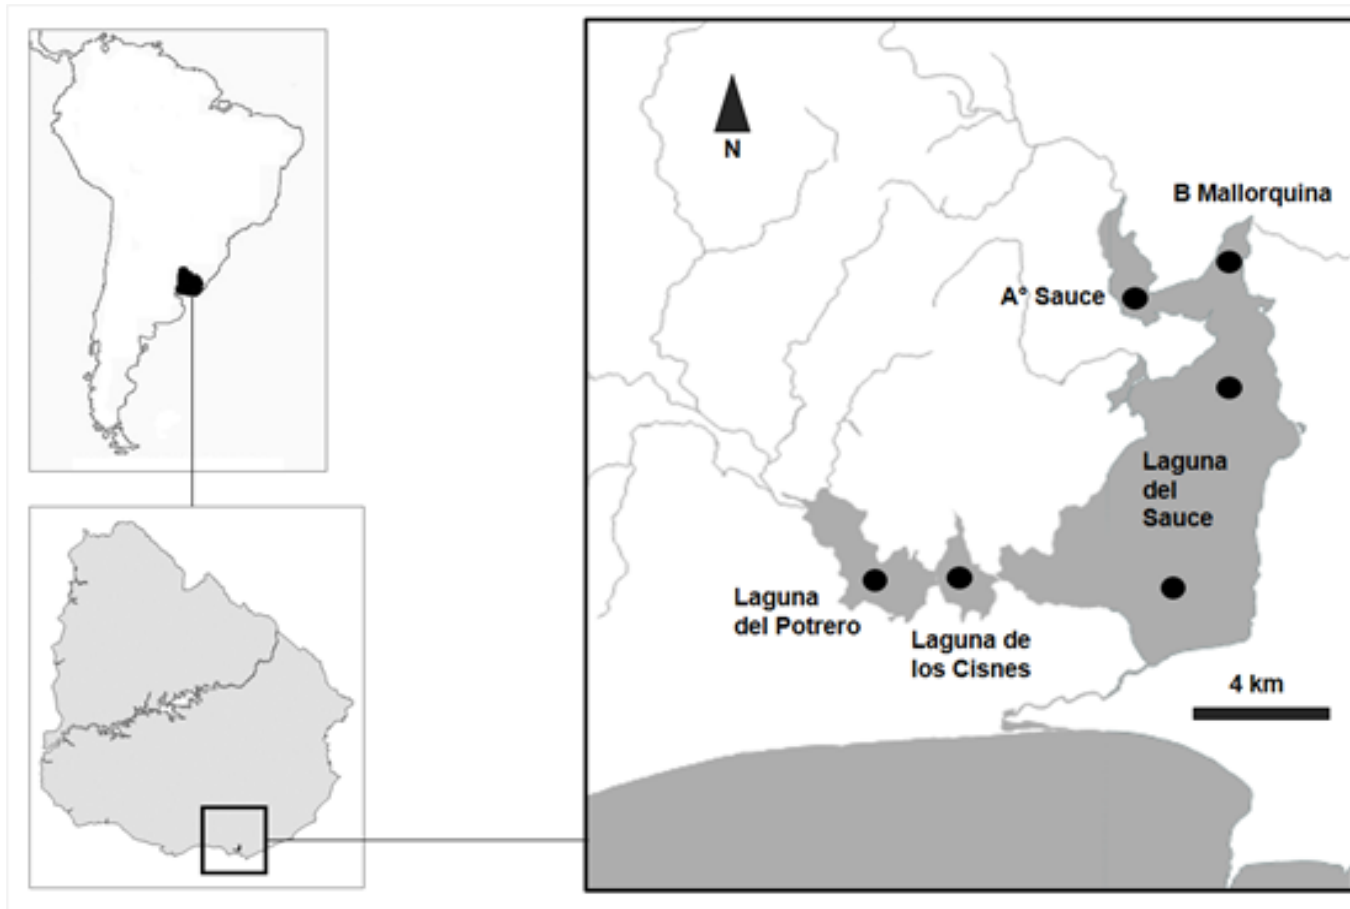 N
B Mallorquina
A° Sauce
Laguna
del
Sauce
Laguna
del Potrero
Laguna de
los Cisnes
4 km